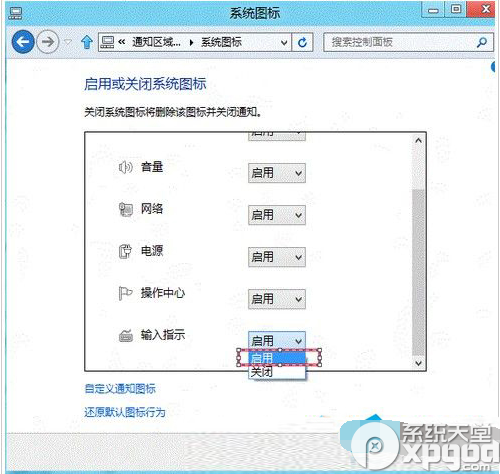 系统图标
« 通知区域... ▸ 系统图标
搜索控制面板
启用或关闭系统图标
关闭系统图标将删除该图标并关闭通知。
启用
音量 启用
网络 启用
电源 启用
操作中心 启用
输入指示 启用
启用
关闭
自定义通知图标
还原默认图标行为
系统天堂
xpgod.com